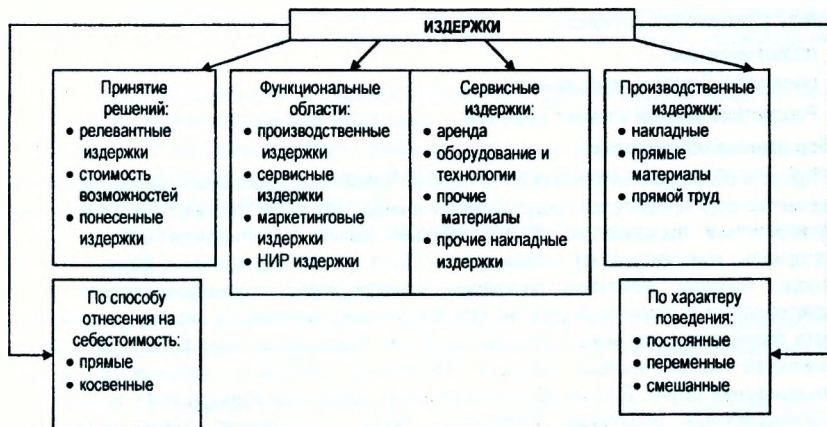 ИЗДЕРЖКИ
Принятие
решений:
• релевантные
издержки
• стоимость
возможностей
• понесенные
издержки
Функциональные
области:
• производственные
издержки
• сервисные
издержки
• маркетинговые
издержки
• НИР издержки
Сервисные
издержки:
• аренда
• оборудование и
технологии
• прочие
материалы
• прочие накладные
издержки
Производственные
издержки:
• накладные
• прямые
материалы
• прямой труд
По способу
отнесения на
себестоимость:
• прямые
• косвенные
По характеру
поведения:
• постоянные
• переменные
• смешанные